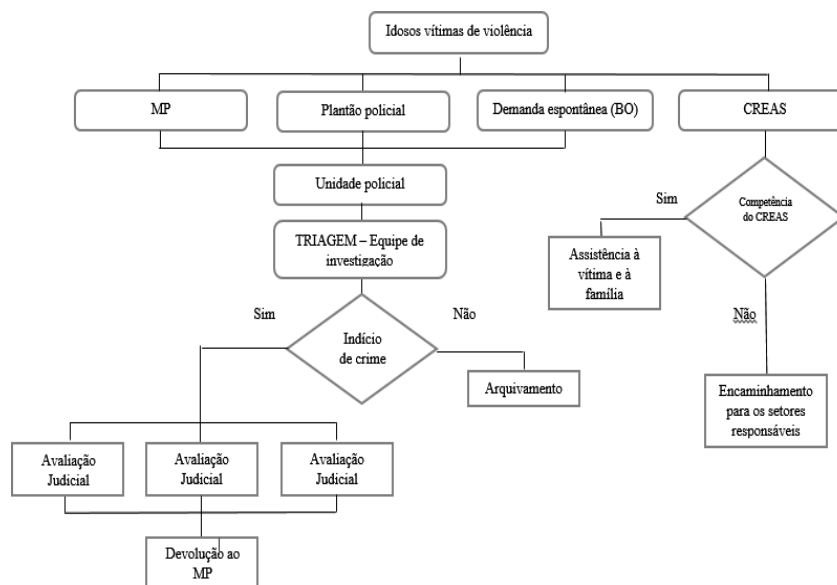 Idosos vítimas de violência
MP
Plantão policial
Demanda espontânea (BO)
CREAS
Unidade policial
Sim
Competência
do CREAS
TRIAGEM – Equipe de
investigação
Assistência à
vítima e à
família
Sim
Não
Não
Indício
de crime
Arquivamento
Encaminhamento
para os setores
responsáveis
Avaliação
Judicial
Avaliação
Judicial
Avaliação
Judicial
Devolução ao
MP